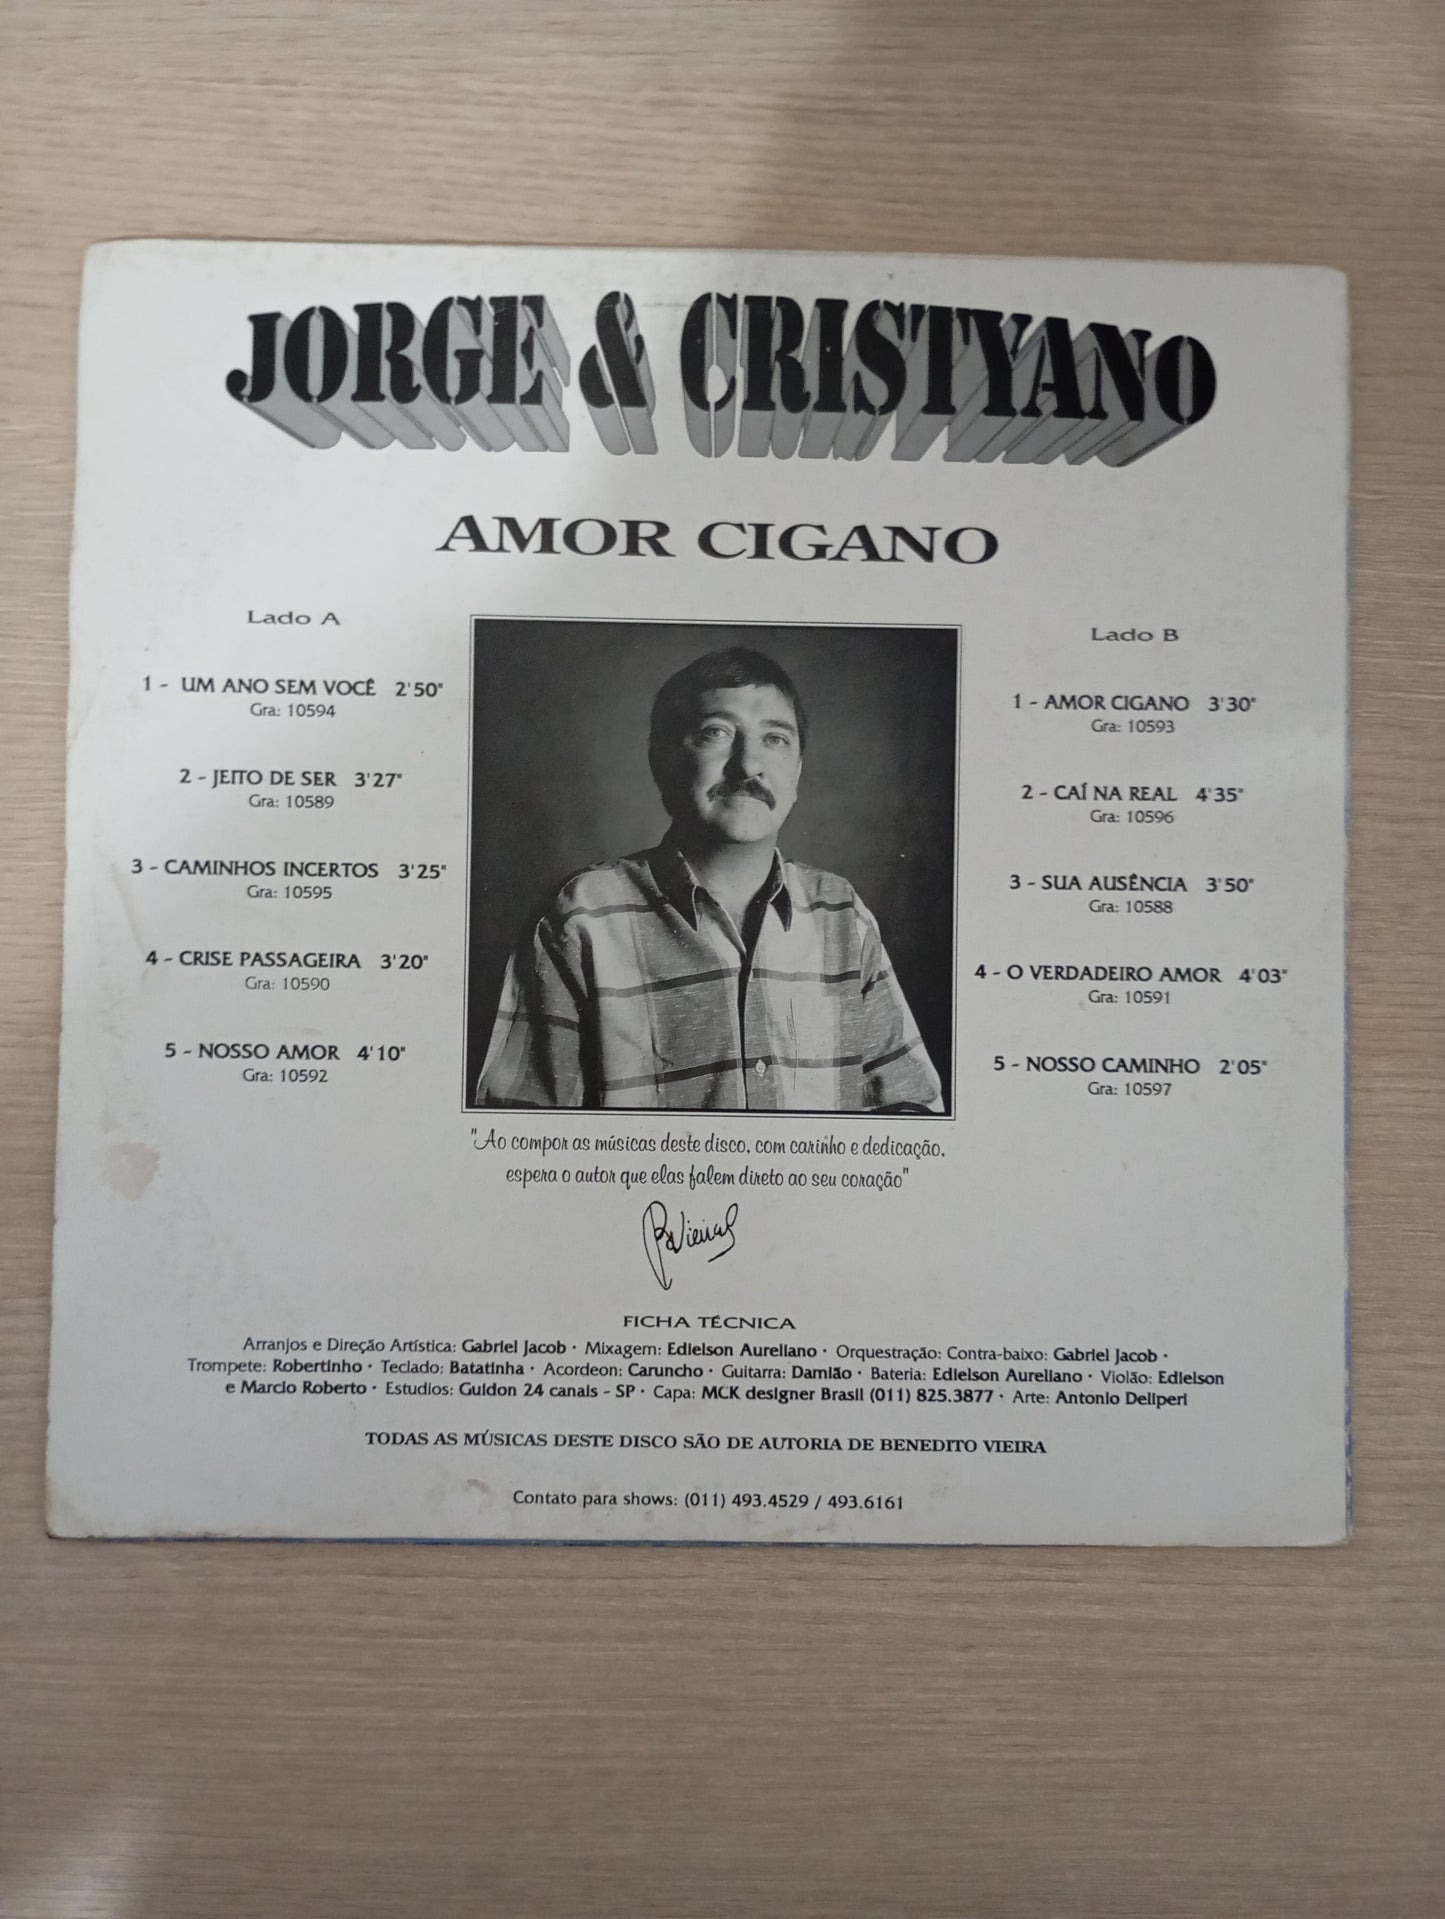 JORGE & CRISTYANO
AMOR CIGANO
Lado A
1 - UM ANO SEM VOCÊ 2'50"
Gra: 10594
2 - JEITO DE SER 3'27"
Gra: 10589
3 - CAMINHOS INCERTOS 3'25"
Gra: 10595
4 - CRISE PASSAGEIRA 3'20"
Gra: 10590
5 - NOSSO AMOR 4'10"
Gra: 10592
Lado B
1 - AMOR CIGANO 3'30"
Gra: 10593
2 - CAÍ NA REAL 4'35"
Gra: 10596
3 - SUA AUSÊNCIA 3'50"
Gra: 10588
4 - O VERDADEIRO AMOR 4'03"
Gra: 10591
5 - NOSSO CAMINHO 2'05"
Gra: 10597
"Ao compor as músicas deste disco, com carinho e dedicação,
espera o autor que elas falem direto ao seu coração"
BVieira
FICHA TÉCNICA
Arranjos e Direção Artística: Gabriel Jacob · Mixagem: Edielson Aureliano · Orquestração: Contra-baixo: Gabriel Jacob ·
Trompete: Robertinho · Teclado: Batatinha · Acordeon: Caruncho · Guitarra: Damião · Bateria: Edielson Aureliano · Violão: Edielson
e Marcio Roberto · Estudios: Guidon 24 canais - SP · Capa: MCK designer Brasil (011) 825.3877 · Arte: Antonio Deliperi
TODAS AS MÚSICAS DESTE DISCO SÃO DE AUTORIA DE BENEDITO VIEIRA
Contato para shows: (011) 493.4529 / 493.6161